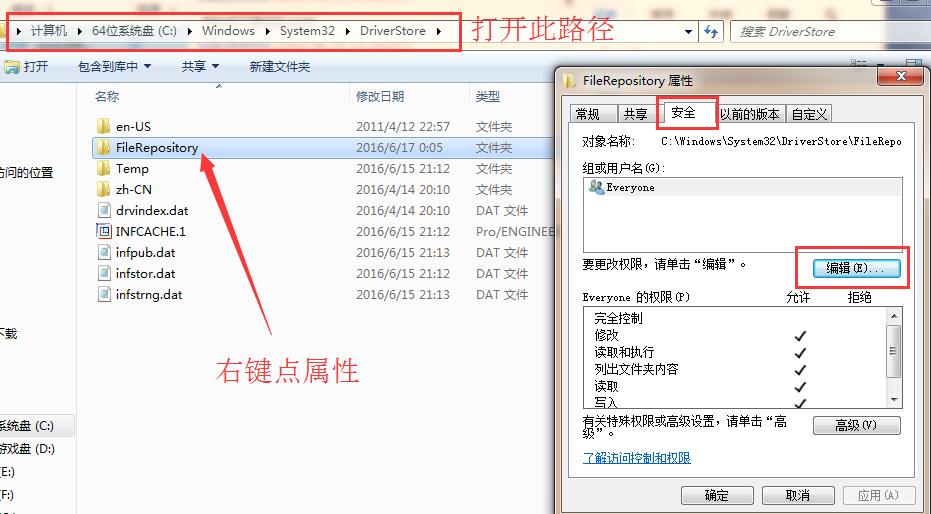 计算机 ▸ 64位系统盘 (C:) ▸ Windows ▸ System32 ▸ DriverStore ▸
打开此路径
搜索 DriverStore
打开 包含到库中 共享 新建文件夹
名称 修改日期 类型
en-US 2011/4/12 22:57 文件夹
FileRepository 2016/6/17 0:05 文件夹
Temp 2016/6/15 21:12 文件夹
zh-CN 2016/4/14 20:10 文件夹
drvindex.dat 2016/4/14 20:10 DAT 文件
INFCACHE.1 2016/6/15 21:12 Pro/ENGINEE
infpub.dat 2016/6/15 21:13 DAT 文件
infstor.dat 2016/6/15 21:12 DAT 文件
infstrng.dat 2016/6/15 21:13 DAT 文件
右键点属性
访问的位置
下载
系统盘 (C:)
游戏盘 (D:)
(E:)
(F:)
FileRepository 属性
常规 共享 安全 以前的版本 自定义
对象名称: C:\Windows\System32\DriverStore\FileRepo
组或用户名(G):
Everyone
要更改权限，请单击“编辑”。
编辑(E)...
Everyone 的权限(P) 允许 拒绝
完全控制
修改
读取和执行
列出文件夹内容
读取
写入
有关特殊权限或高级设置，请单击“高
级”。
高级(V)
了解访问控制和权限
确定 取消 应用(A)